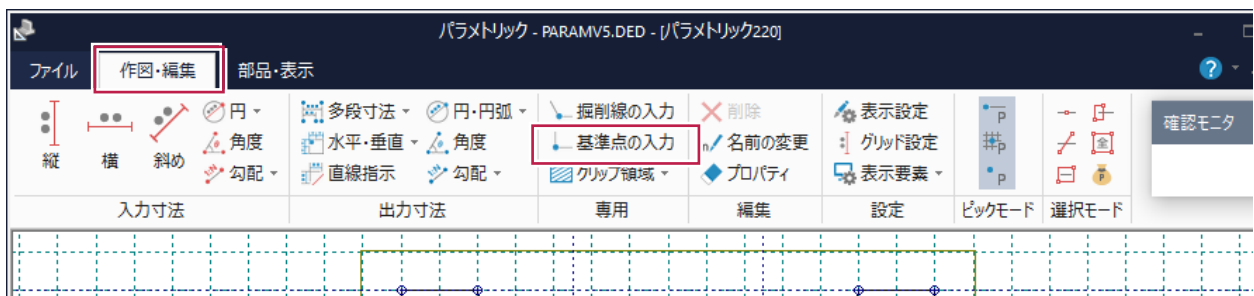 パラメトリック - PARAMV5.DED - [パラメトリック220]
ファイル 作図・編集 部品・表示
縦 横 斜め 円 角度 勾配
多段寸法 水平・垂直 直線指示 円・円弧 角度 勾配
掘削線の入力 基準点の入力 クリップ領域
削除 名前の変更 プロパティ
表示設定 グリッド設定 表示要素
P P P
全
確認モニタ
入力寸法 出力寸法 専用 編集 設定 ピックモード 選択モード